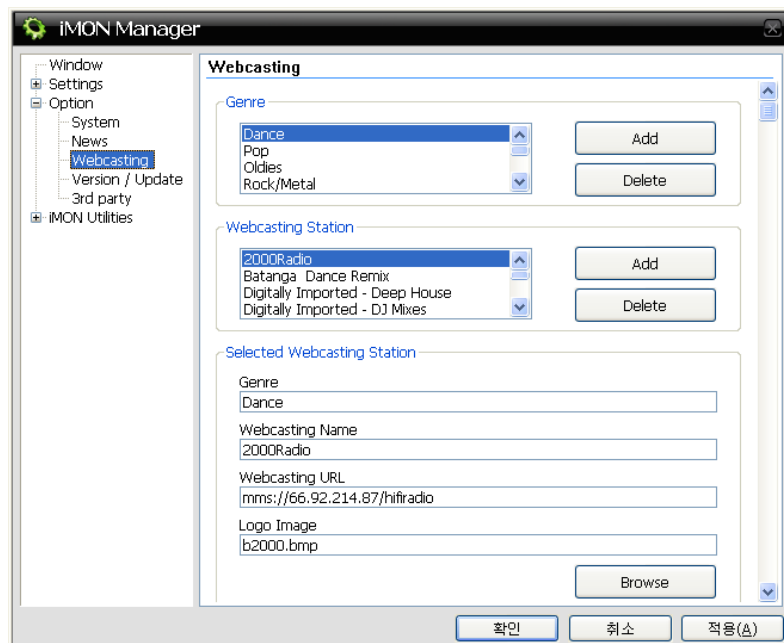 iMON Manager
Window
Settings
Option
System
News
Webcasting
Version / Update
3rd party
iMON Utilities
Webcasting
Genre
Dance
Pop
Oldies
Rock/Metal
Add
Delete
Webcasting Station
2000Radio
Batanga  Dance Remix
Digitally Imported - Deep House
Digitally Imported - DJ Mixes
Add
Delete
Selected Webcasting Station
Genre
Dance
Webcasting Name
2000Radio
Webcasting URL
mms://66.92.214.87/hifiradio
Logo Image
b2000.bmp
Browse
확인 취소 적용(A)